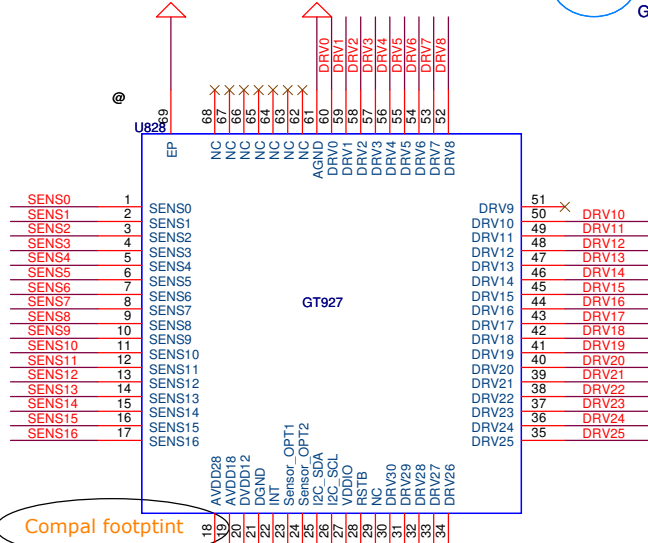 G
@
U828
69 EP
68 NC
67 NC
66 NC
65 NC
64 NC
63 NC
62 NC
61 AGND
DRV0 60 DRV0
DRV1 59 DRV1
DRV2 58 DRV2
DRV3 57 DRV3
DRV4 56 DRV4
DRV5 55 DRV5
DRV6 54 DRV6
DRV7 53 DRV7
DRV8 52 DRV8
SENS0 1 SENS0
SENS1 2 SENS1
SENS2 3 SENS2
SENS3 4 SENS3
SENS4 5 SENS4
SENS5 6 SENS5
SENS6 7 SENS6
SENS7 8 SENS7
SENS8 9 SENS8
SENS9 10 SENS9
SENS10 11 SENS10
SENS11 12 SENS11
SENS12 13 SENS12
SENS13 14 SENS13
SENS14 15 SENS14
SENS15 16 SENS15
SENS16 17 SENS16
GT927
DRV9 51
DRV10 50 DRV10
DRV11 49 DRV11
DRV12 48 DRV12
DRV13 47 DRV13
DRV14 46 DRV14
DRV15 45 DRV15
DRV16 44 DRV16
DRV17 43 DRV17
DRV18 42 DRV18
DRV19 41 DRV19
DRV20 40 DRV20
DRV21 39 DRV21
DRV22 38 DRV22
DRV23 37 DRV23
DRV24 36 DRV24
DRV25 35 DRV25
AVDD28 18
AVDD18 19
DVDD12 20
DGND 21
INT 22
Sensor_OPT1 23
Sensor_OPT2 24
I2C_SDA 25
I2C_SCL 26
VDDIO 27
RSTB 28
NC 29
DRV30 30
DRV29 31
DRV28 32
DRV27 33
DRV26 34
Compal footptint